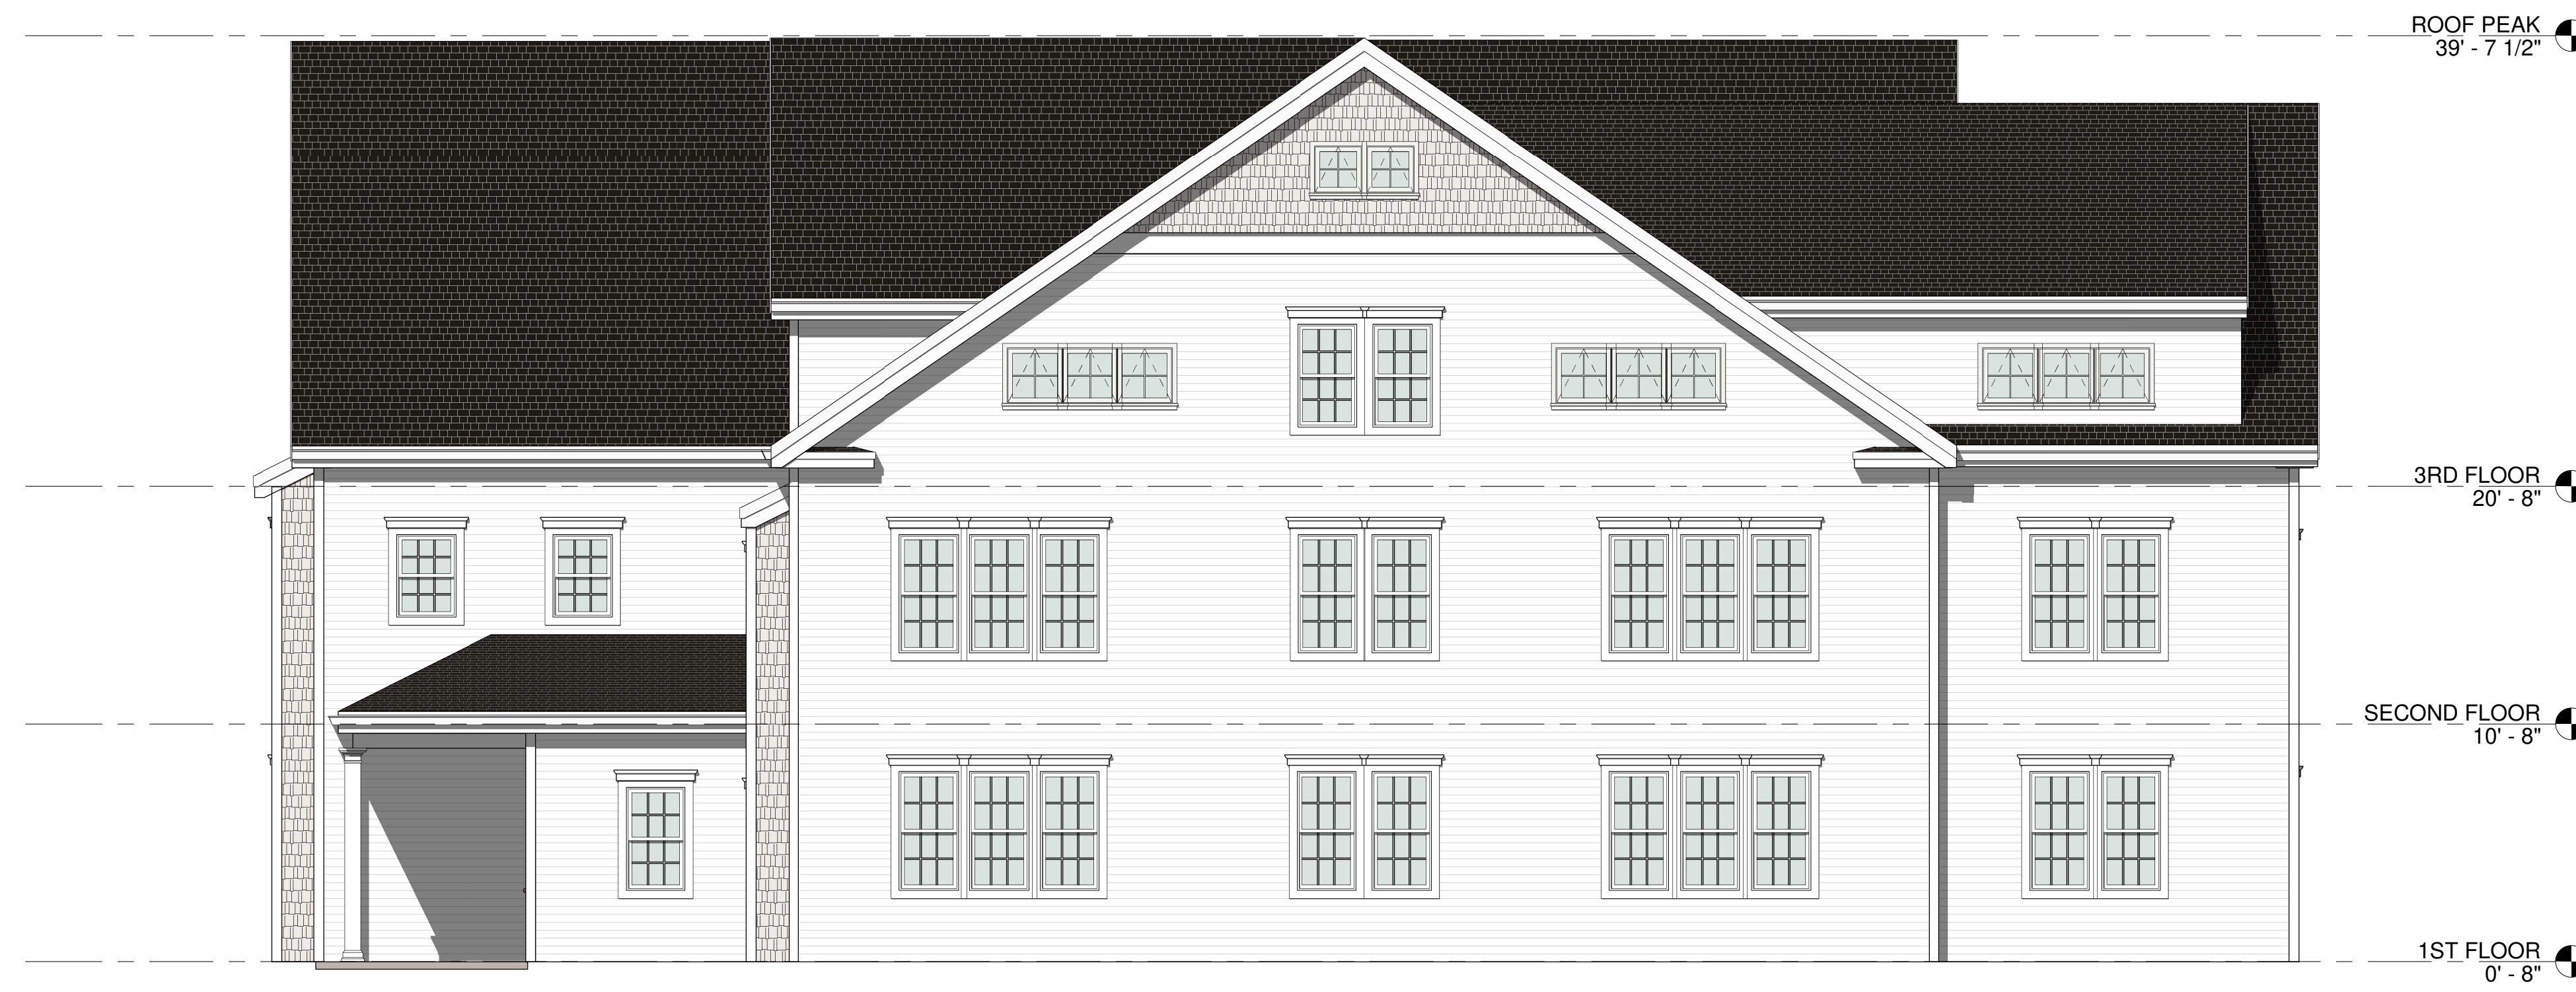 ROOF PEAK
39' - 7 1/2"
3RD FLOOR
20' - 8"
SECOND FLOOR
10' - 8"
1ST FLOOR
0' - 8"